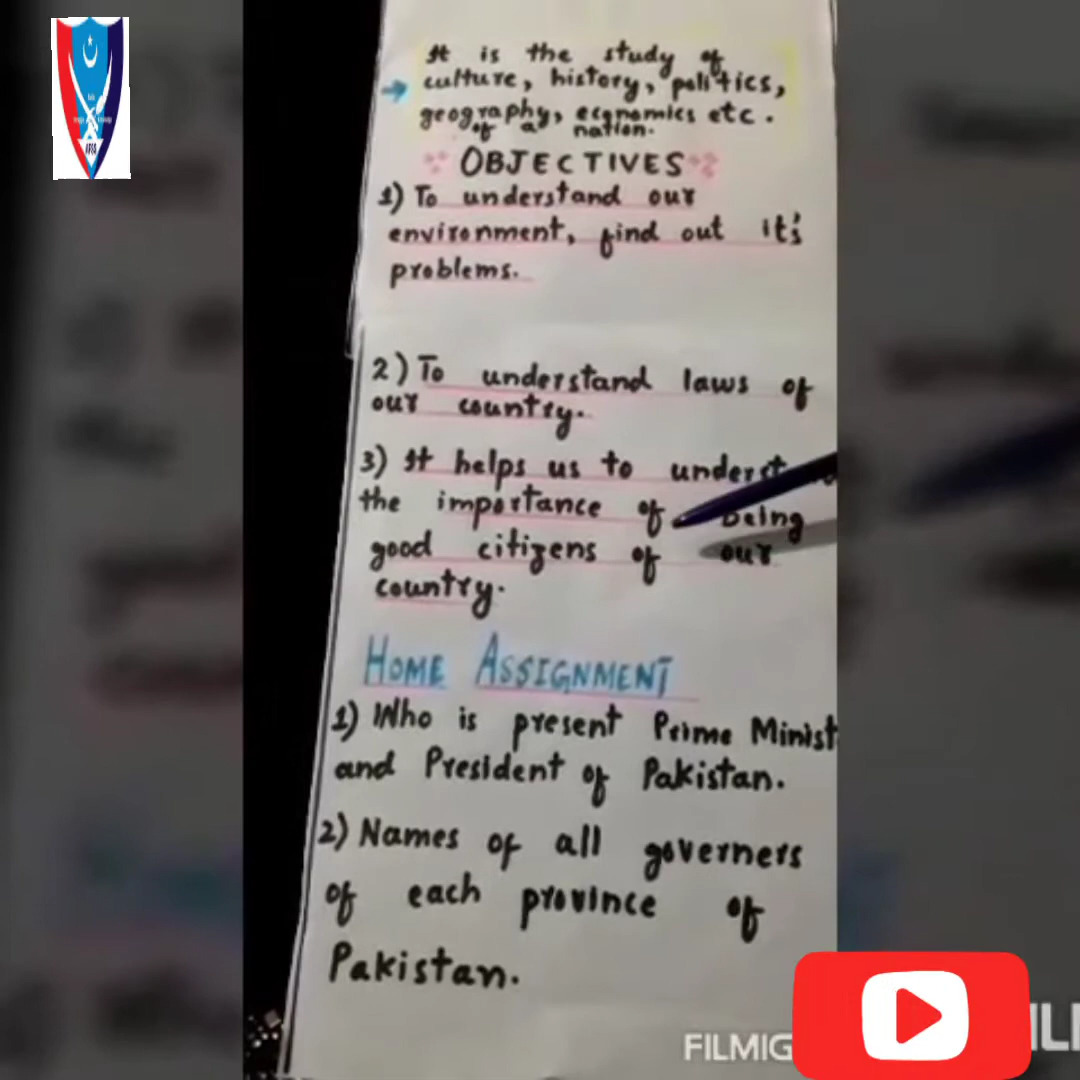 It is the study of
culture, history, politics,
geography, economics etc.
of a nation.
OBJECTIVES
1) To understand our
environment, find out it's
problems.
2) To understand laws of
our country.
3) It helps us to underst
the importance of being
good citizens of our
country.
HOME ASSIGNMENT
1) Who is present Prime Minist
and President of Pakistan.
2) Names of all governers
of each province of
Pakistan.
APSA
FILMIG